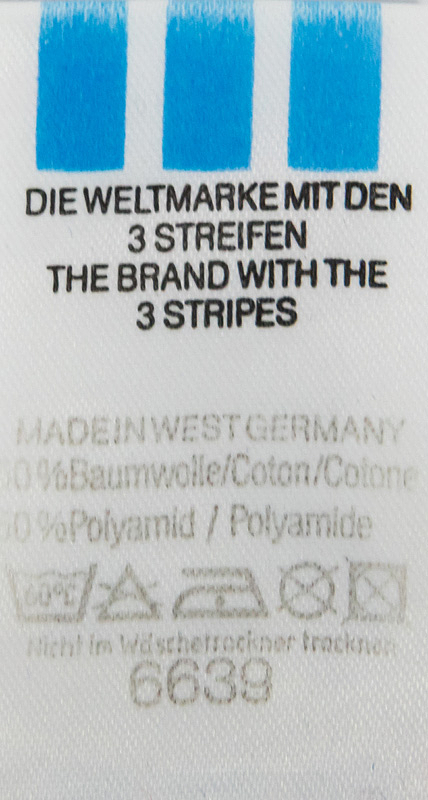 DIE WELTMARKE MIT DEN
3 STREIFEN
THE BRAND WITH THE
3 STRIPES
MADE IN WEST GERMANY
0%Baumwolle/Coton/Cotone
0%Polyamid / Polyamide
60°C
Nicht im Wäschetrockner trocknen
6639